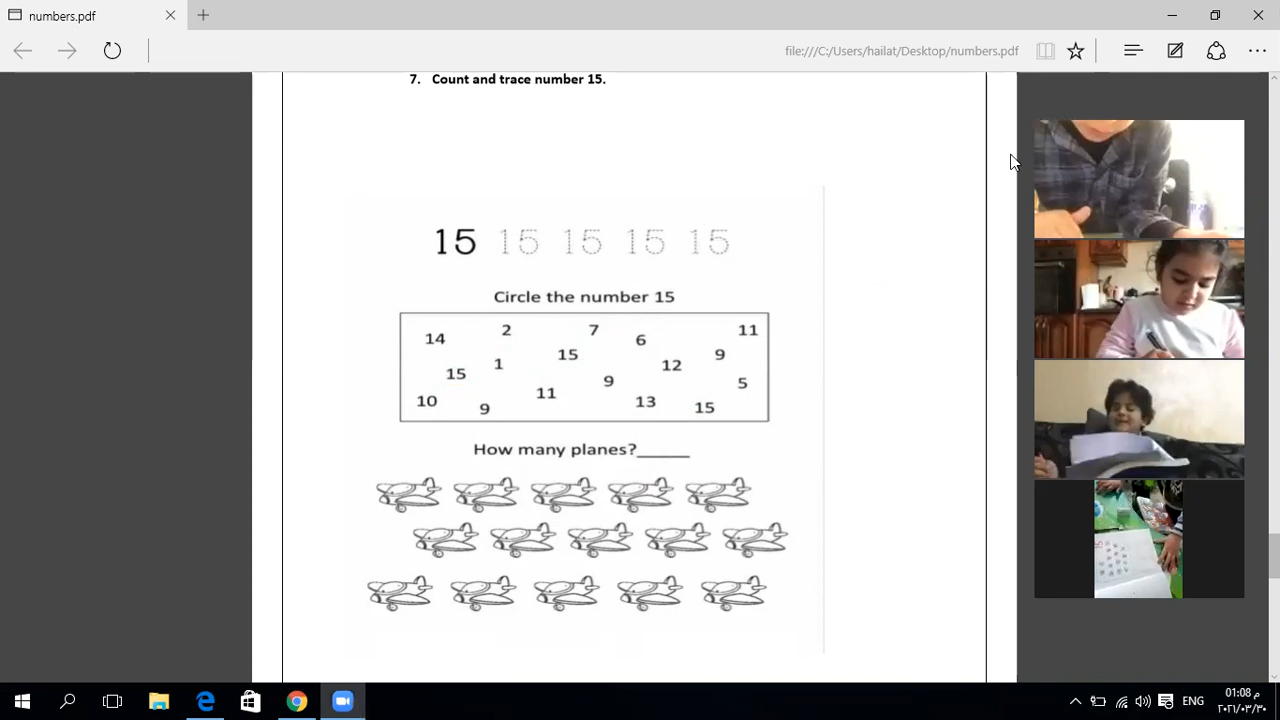 numbers.pdf
file:///C:/Users/hailat/Desktop/numbers.pdf
7. Count and trace number 15.
15 15 15 15 15
Circle the number 15
14 2 7 6 11
15 1 15 12 9
10 9 11 9 13 15 5
How many planes?______
ENG
01:08 م
٢٠٢١/٠٣/٣٠